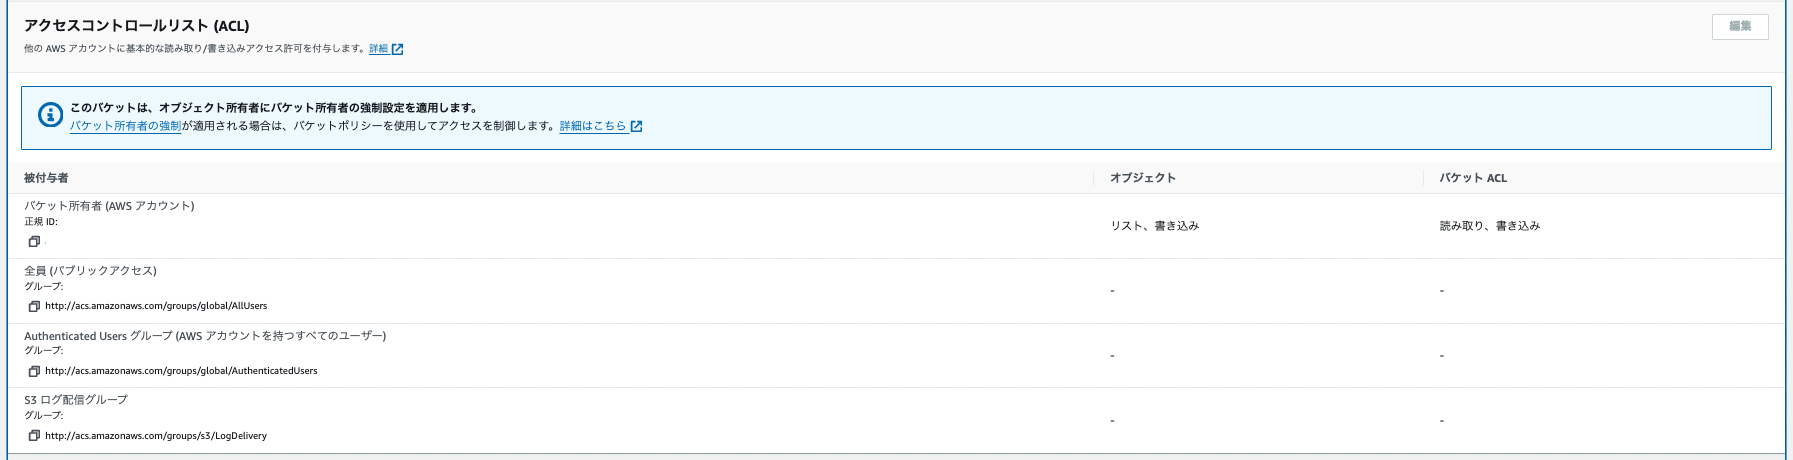 アクセスコントロールリスト (ACL)
編集
他の AWS アカウントに基本的な読み取り/書き込みアクセス許可を付与します。詳細
このバケットは、オブジェクト所有者にバケット所有者の強制設定を適用します。
バケット所有者の強制が適用される場合は、バケットポリシーを使用してアクセスを制御します。詳細はこちら
被付与者 オブジェクト バケット ACL
バケット所有者 (AWS アカウント)
正規 ID:
リスト、書き込み 読み取り、書き込み
全員 (パブリックアクセス)
グループ:
- -
http://acs.amazonaws.com/groups/global/AllUsers
Authenticated Users グループ (AWS アカウントを持つすべてのユーザー)
グループ:
- -
http://acs.amazonaws.com/groups/global/AuthenticatedUsers
S3 ログ配信グループ
グループ:
- -
http://acs.amazonaws.com/groups/s3/LogDelivery